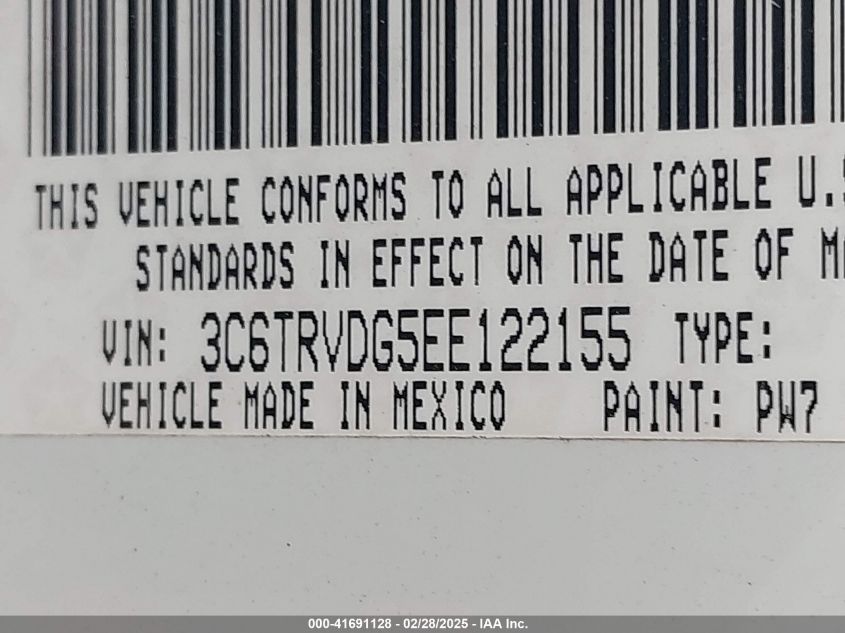 THIS VEHICLE CONFORMS TO ALL APPLICABLE U.S
STANDARDS IN EFFECT ON THE DATE OF MA
VIN: 3C6TRVDG5EE122155 TYPE:
VEHICLE MADE IN MEXICO PAINT: PW7
000-41691128 - 02/28/2025 - IAA Inc.